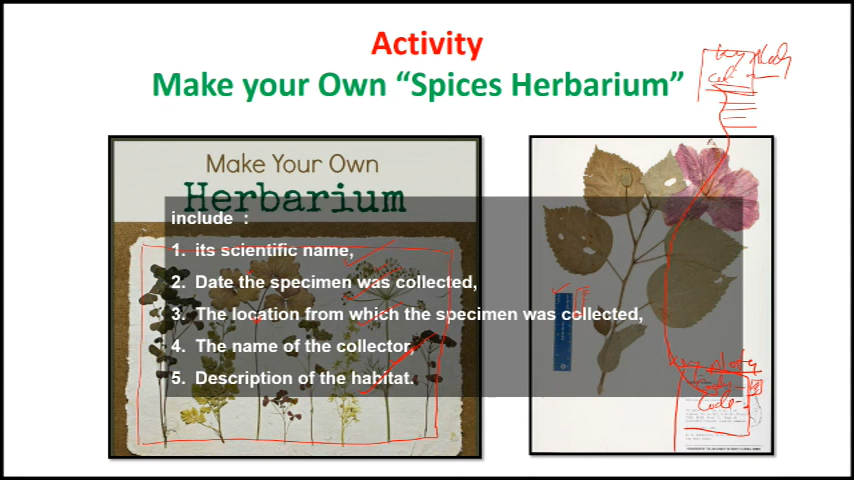 Activity
Make your Own “Spices Herbarium”
Make Your Own
Herbarium
include :
1. its scientific name,
2. Date the specimen was collected,
3. The location from which the specimen was collected,
4. The name of the collector,
5. Description of the habitat.